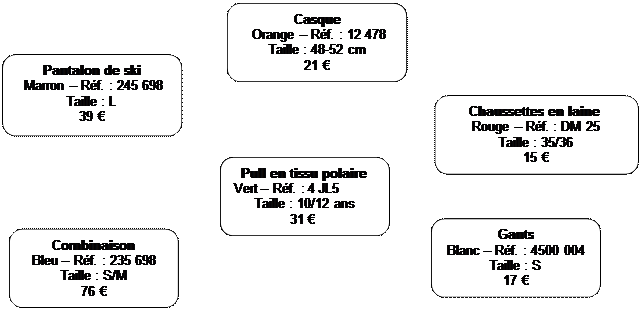 Casque
Orange – Réf. : 12 478
Taille : 48-52 cm
21 €
Pantalon de ski
Marron – Réf. : 245 698
Taille : L
39 €
Chaussettes en laine
Rouge – Réf. : DM 25
Taille : 35/36
15 €
Pull en tissu polaire
Vert – Réf. : 4 JL5
Taille : 10/12 ans
31 €
Combinaison
Bleu – Réf. : 235 698
Taille : S/M
76 €
Gants
Blanc – Réf. : 4500 004
Taille : S
17 €